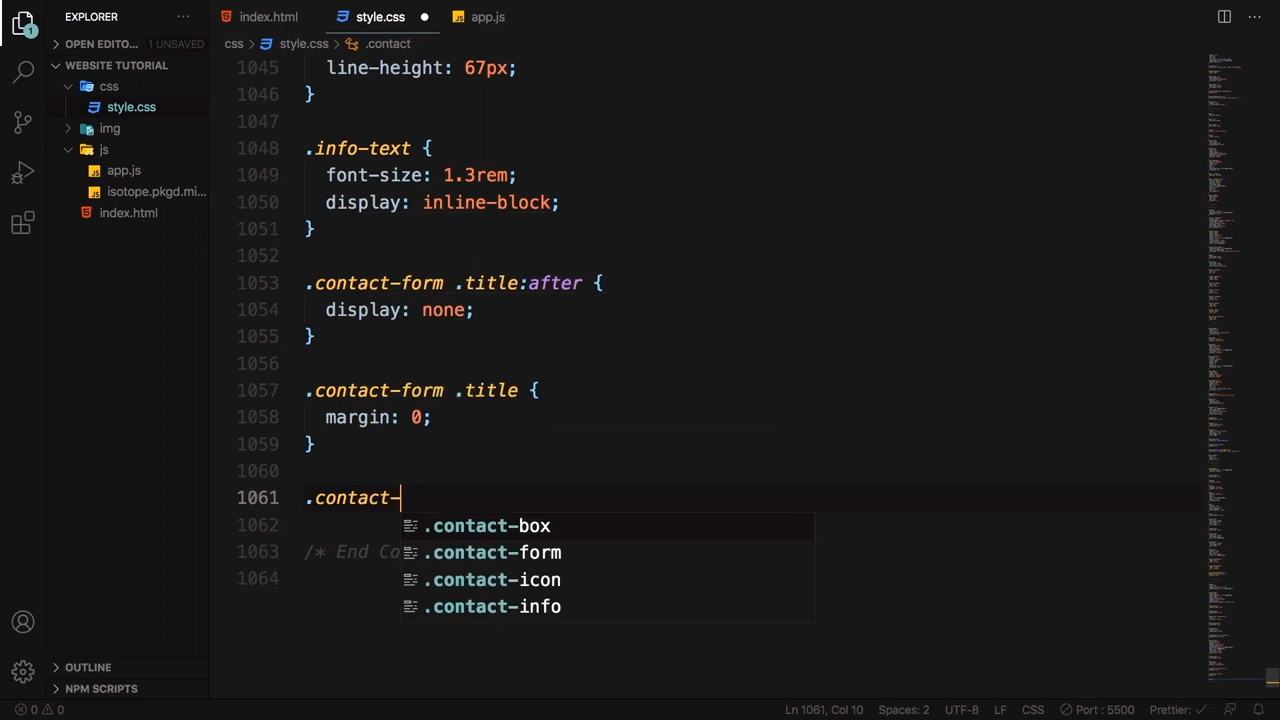 EXPLORER ···
index.html
style.css
app.js
OPEN EDITO... 1 UNSAVED
css > style.css > .contact
WEBSITE TUTORIAL
css
style.css
img
js
app.js
isotope.pkgd.mi...
index.html
1045 line-height: 67px;
1046 }
1047
1048 .info-text {
1049 font-size: 1.3rem;
1050 display: inline-block;
1051 }
1052
1053 .contact-form .title:after {
1054 display: none;
1055 }
1056
1057 .contact-form .title {
1058 margin: 0;
1059 }
1060
1061 .contact-
1062
1063 /* End Co
1064
.contact-box
.contact-form
.contact-icon
.contact-info
1
OUTLINE
NPM SCRIPTS
0 0
Ln 1061, Col 10 Spaces: 2 UTF-8 LF CSS Port : 5500 Prettier: ✓